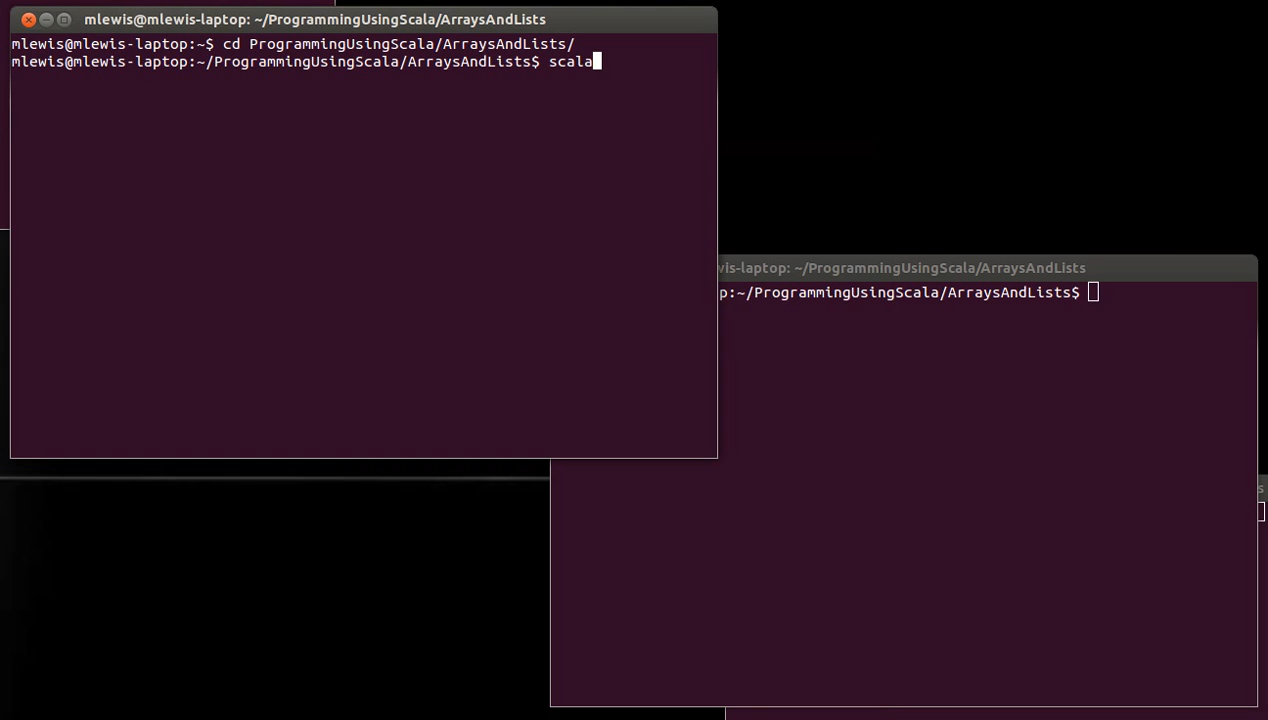 mlewis@mlewis-laptop: ~/ProgrammingUsingScala/ArraysAndLists
mlewis@mlewis-laptop:~$ cd ProgrammingUsingScala/ArraysAndLists/
mlewis@mlewis-laptop:~/ProgrammingUsingScala/ArraysAndLists$ scala
wis-laptop: ~/ProgrammingUsingScala/ArraysAndLists
p:~/ProgrammingUsingScala/ArraysAndLists$
s